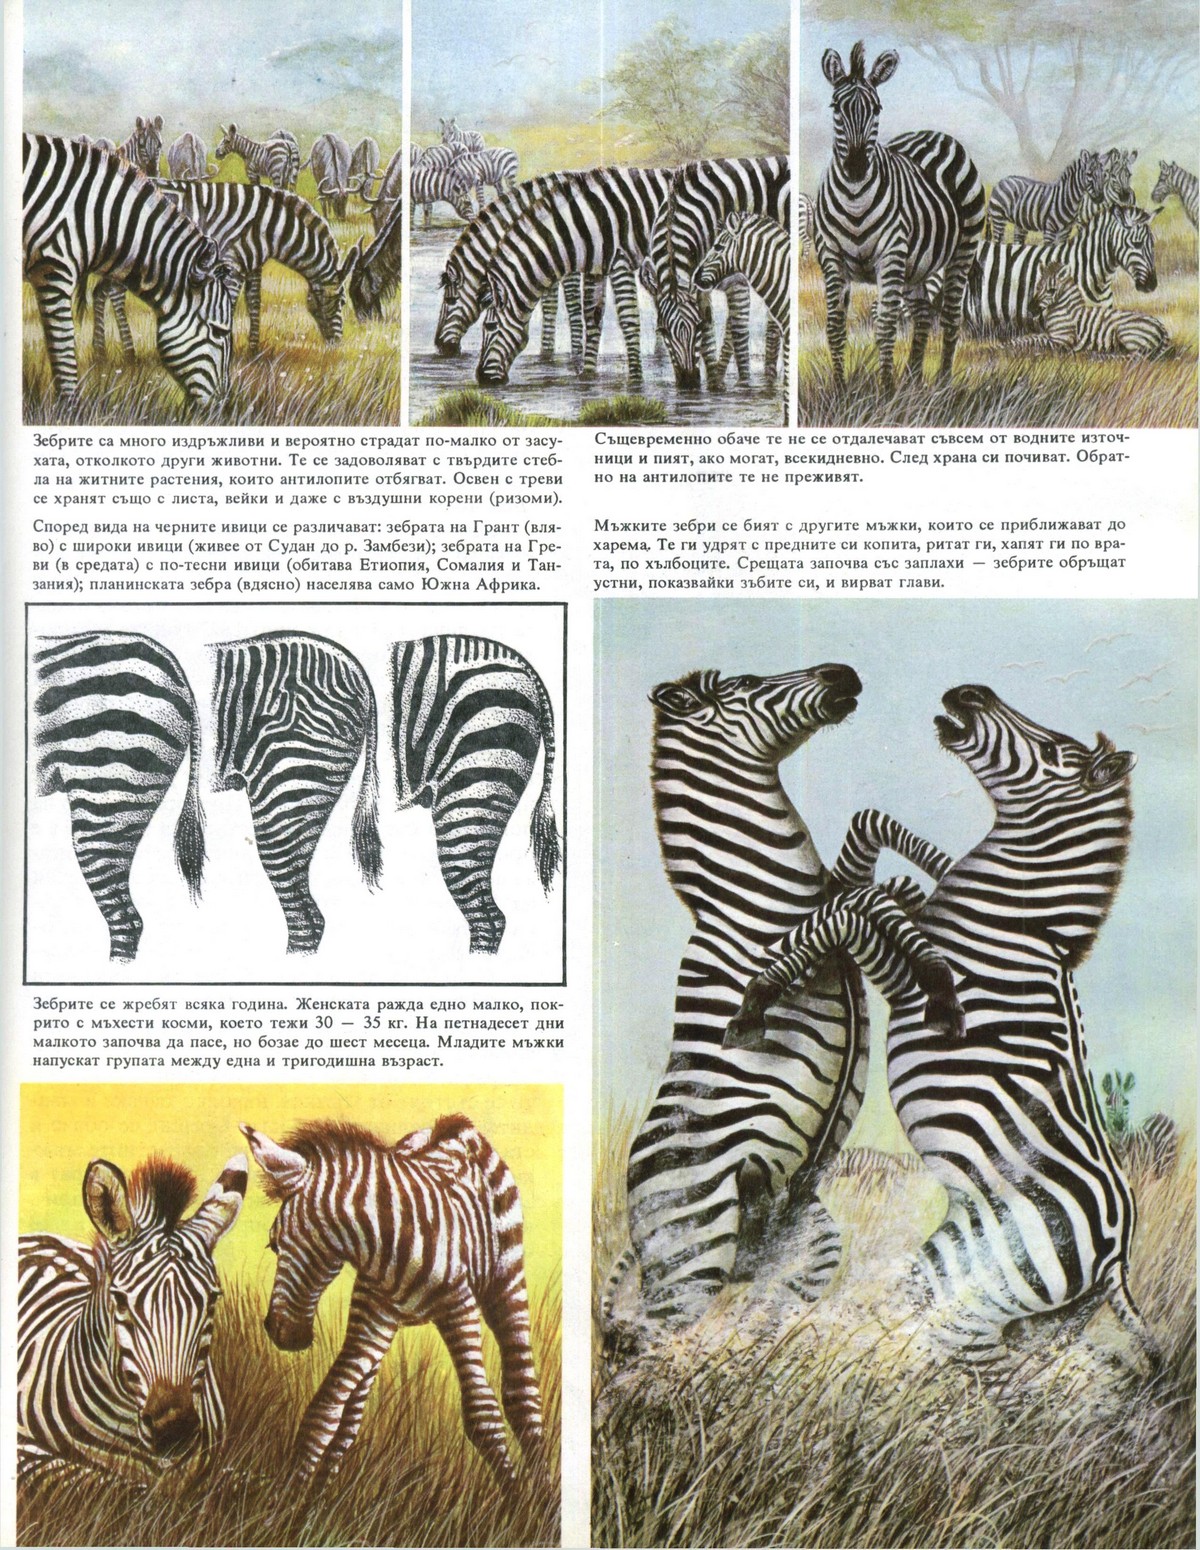 Зебрите са много издръжливи и вероятно страдат по-малко от засу-
хата, отколкото други животни. Те се задоволяват с твърдите стеб-
ла на житните растения, които антилопите отбягват. Освен с треви
се хранят също с листа, вейки и даже с въздушни корени (ризоми).
Същевременно обаче те не се отдалечават съвсем от водните източ-
ници и пият, ако могат, всекидневно. След храна си почиват. Обрат-
но на антилопите те не преживят.
Според вида на черните ивици се различават: зебрата на Грант (вля-
во) с широки ивици (живее от Судан до р. Замбези); зебрата на Гре-
ви (в средата) с по-тесни ивици (обитава Етиопия, Сомалия и Тан-
зания); планинската зебра (вдясно) населява само Южна Африка.
Мъжките зебри се бият с другите мъжки, които се приближават до
харема. Те ги удрят с предните си копита, ритат ги, хапят ги по вра-
та, по хълбоците. Срещата започва със заплахи — зебрите обръщат
устни, показвайки зъбите си, и вирват глави.
Зебрите се жребят всяка година. Женската ражда едно малко, пок-
рито с мъхести косми, което тежи 30 — 35 кг. На петнадесет дни
малкото започва да пасе, но бозае до шест месеца. Младите мъжки
напускат групата между една и тригодишна възраст.